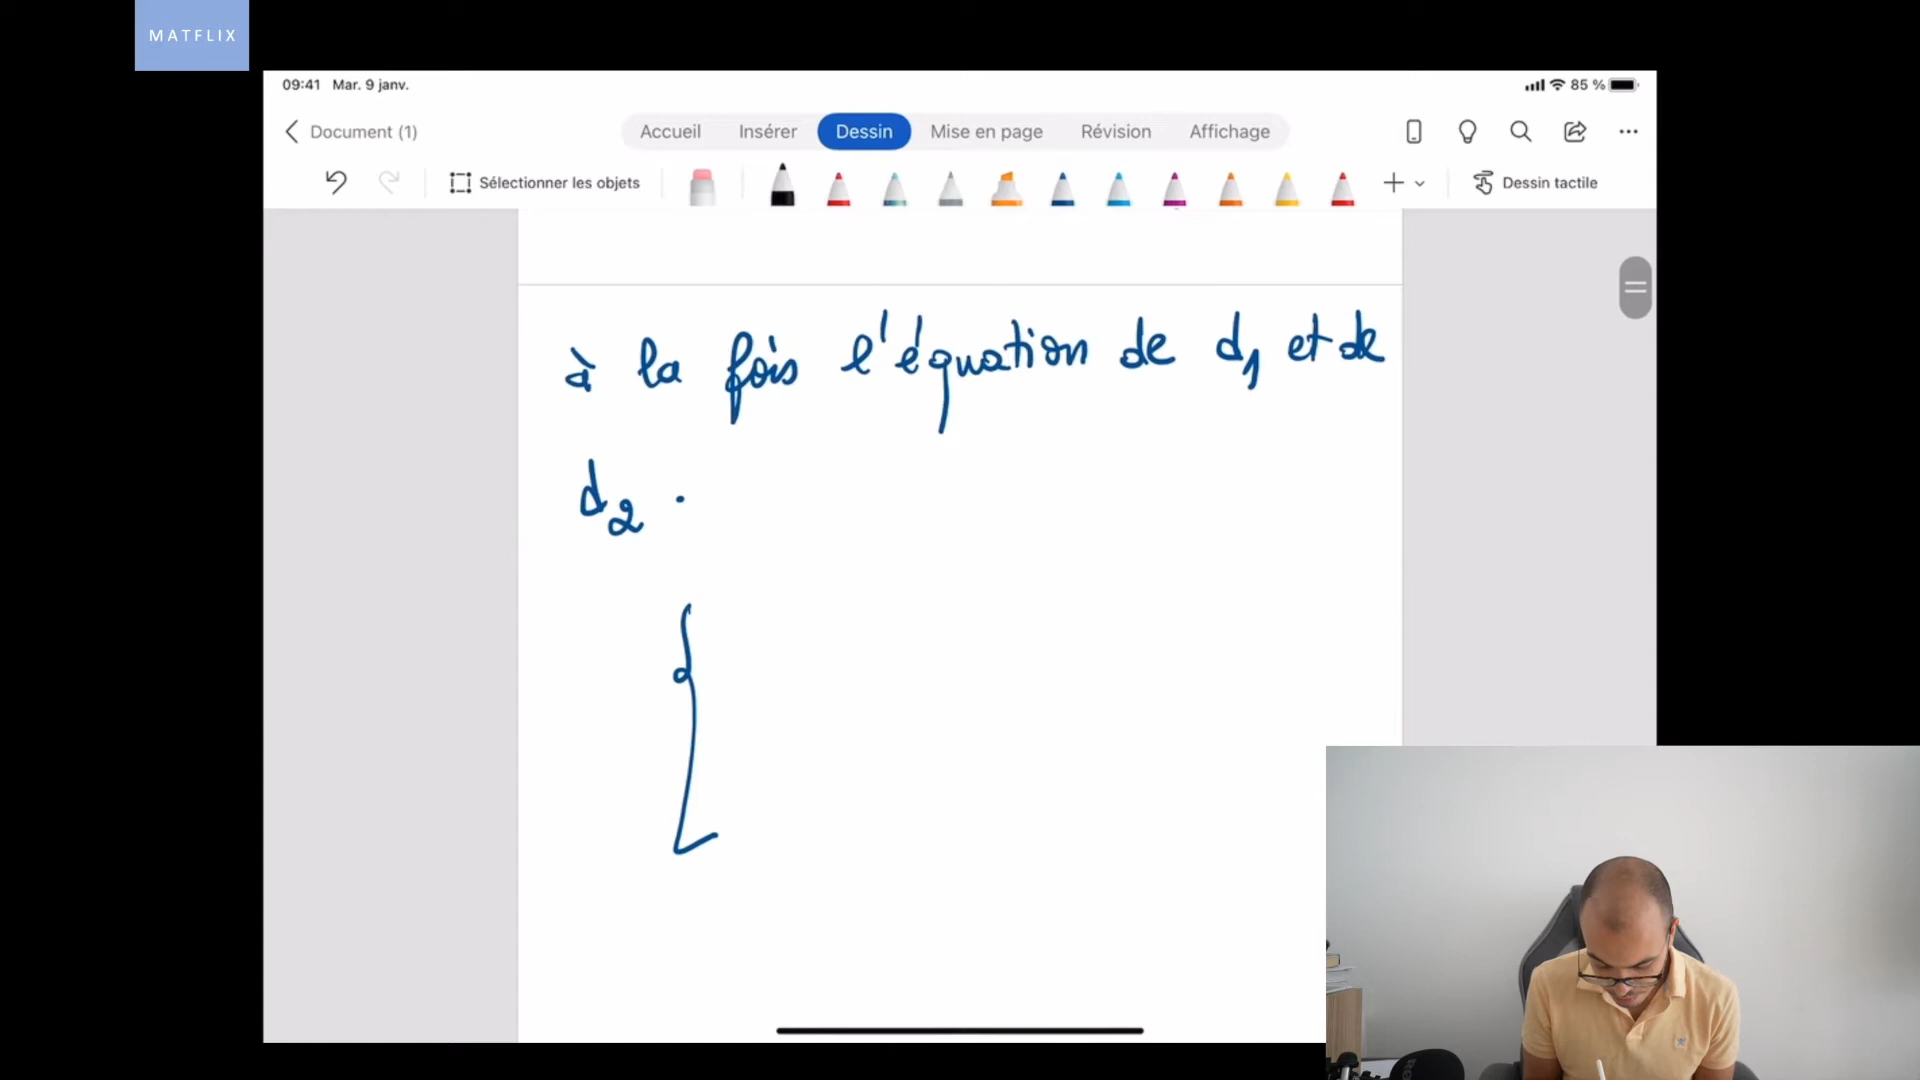 MATFLIX
09:41 Mar. 9 janv.
85 %
Document (1)
Accueil Insérer Dessin Mise en page Révision Affichage
Sélectionner les objets
Dessin tactile
à la fois l'équation de d1 et de
d2 .